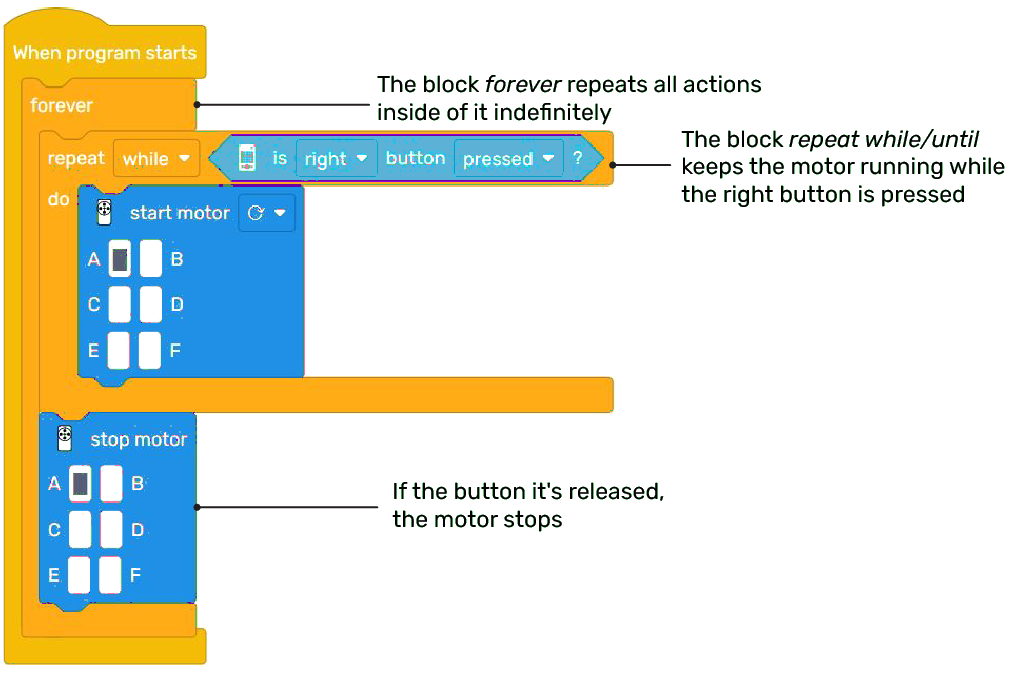 When program starts
forever
The block forever repeats all actions
inside of it indefinitely
repeat while is right button pressed ?
The block repeat while/until
keeps the motor running while
the right button is pressed
do
start motor
A B
C D
E F
stop motor
A B
C D
E F
If the button it's released,
the motor stops